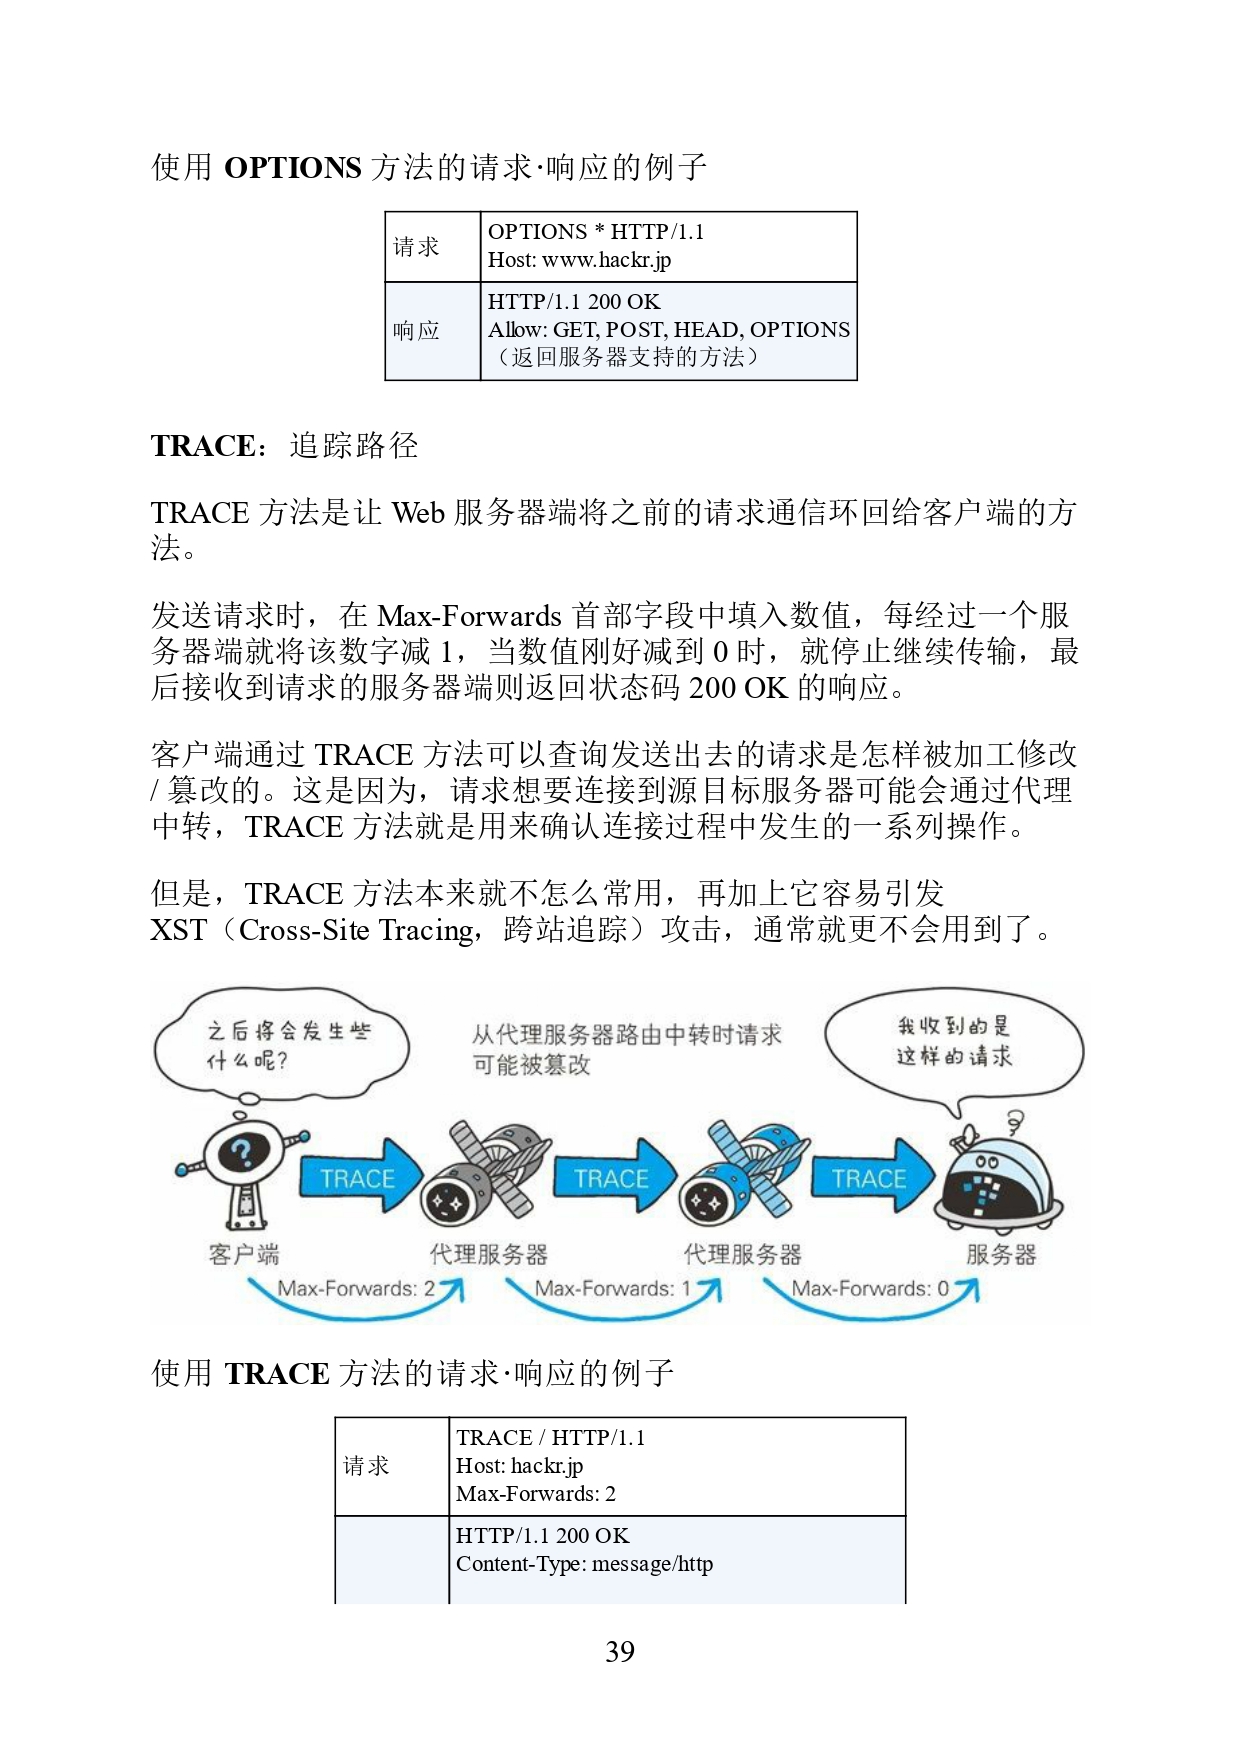 使用 OPTIONS 方法的请求·响应的例子
请求
OPTIONS * HTTP/1.1
Host: www.hackr.jp
响应
HTTP/1.1 200 OK
Allow: GET, POST, HEAD, OPTIONS
（返回服务器支持的方法）
TRACE：追踪路径
TRACE 方法是让 Web 服务器端将之前的请求通信环回给客户端的方
法。
发送请求时，在 Max-Forwards 首部字段中填入数值，每经过一个服
务器端就将该数字减 1，当数值刚好减到 0 时，就停止继续传输，最
后接收到请求的服务器端则返回状态码 200 OK 的响应。
客户端通过 TRACE 方法可以查询发送出去的请求是怎样被加工修改
/ 篡改的。这是因为，请求想要连接到源目标服务器可能会通过代理
中转，TRACE 方法就是用来确认连接过程中发生的一系列操作。
但是，TRACE 方法本来就不怎么常用，再加上它容易引发
XST（Cross-Site Tracing，跨站追踪）攻击，通常就更不会用到了。
之后将会发生些
什么呢?
从代理服务器路由中转时请求
可能被篡改
我收到的是
这样的请求
TRACE
TRACE
TRACE
客户端
代理服务器
代理服务器
服务器
Max-Forwards: 2
Max-Forwards: 1
Max-Forwards: 0
使用 TRACE 方法的请求·响应的例子
请求
TRACE / HTTP/1.1
Host: hackr.jp
Max-Forwards: 2
HTTP/1.1 200 OK
Content-Type: message/http
39